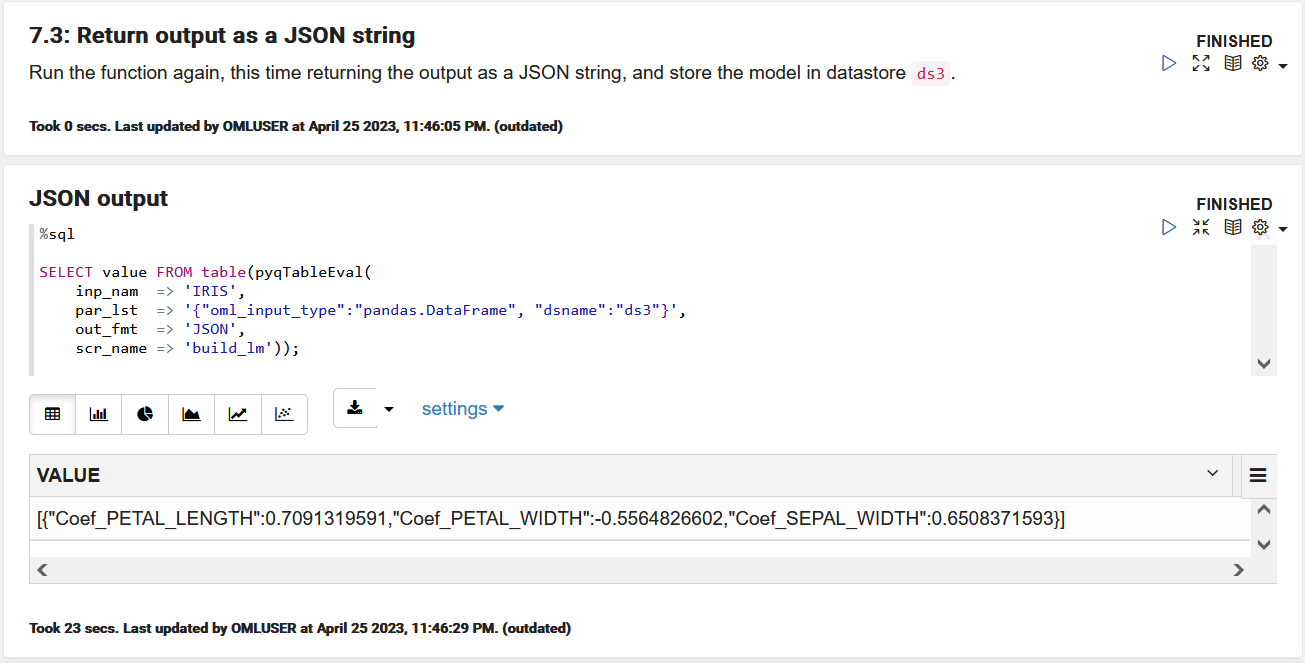 7.3: Return output as a JSON string
FINISHED
Run the function again, this time returning the output as a JSON string, and store the model in datastore ds3.
Took 0 secs. Last updated by OMLUSER at April 25 2023, 11:46:05 PM. (outdated)
JSON output
FINISHED
%sql
SELECT value FROM table(pyqTableEval(
inp_nam => 'IRIS',
par_lst => '{"oml_input_type":"pandas.DataFrame", "dsname":"ds3"}',
out_fmt => 'JSON',
scr_name => 'build_lm'));
settings
VALUE
[{"Coef_PETAL_LENGTH":0.7091319591,"Coef_PETAL_WIDTH":-0.5564826602,"Coef_SEPAL_WIDTH":0.6508371593}]
Took 23 secs. Last updated by OMLUSER at April 25 2023, 11:46:29 PM. (outdated)